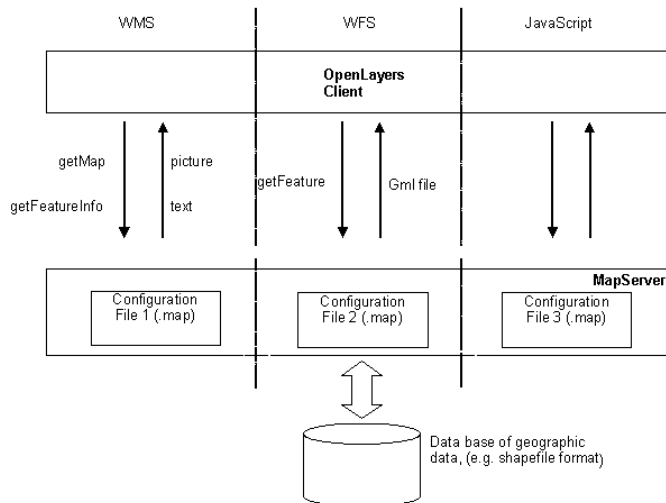 WMS
WFS
JavaScript
OpenLayers
Client
getMap
picture
getFeatureInfo
text
getFeature
Gml file
MapServer
Configuration
File 1 (.map)
Configuration
File 2 (.map)
Configuration
File 3 (.map)
Data base of geographic
data, (e.g. shapefile format)